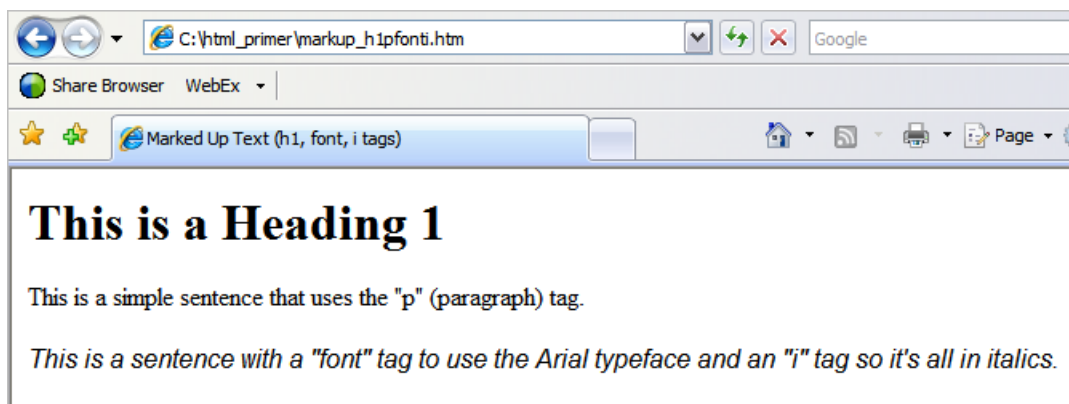 C:\html_primer\markup_h1pfonti.htm
Google
Share Browser WebEx
Marked Up Text (h1, font, i tags)
Page
This is a Heading 1
This is a simple sentence that uses the "p" (paragraph) tag.
This is a sentence with a "font" tag to use the Arial typeface and an "i" tag so it's all in italics.